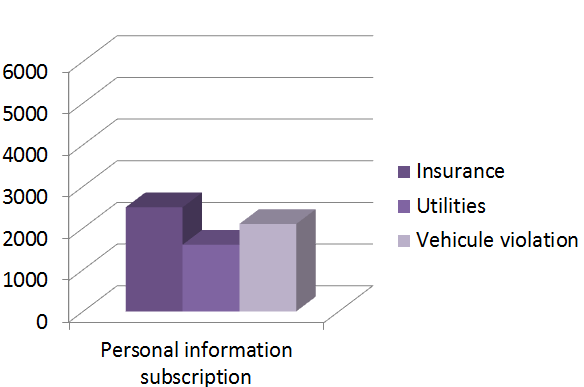 6000
5000
4000
3000
2000
1000
0
Insurance
Utilities
Vehicule violation
Personal information
subscription